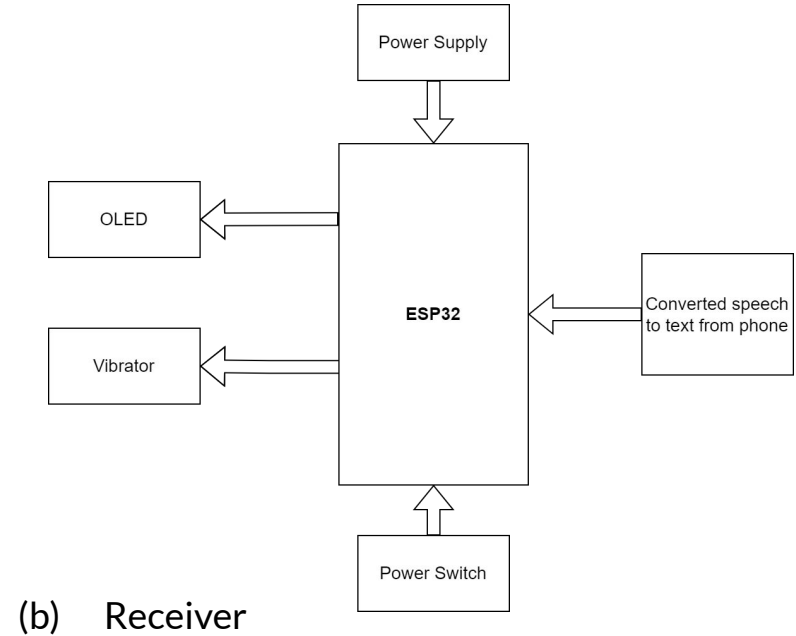 Power Supply
OLED
ESP32
Converted speech
to text from phone
Vibrator
Power Switch
(b) Receiver